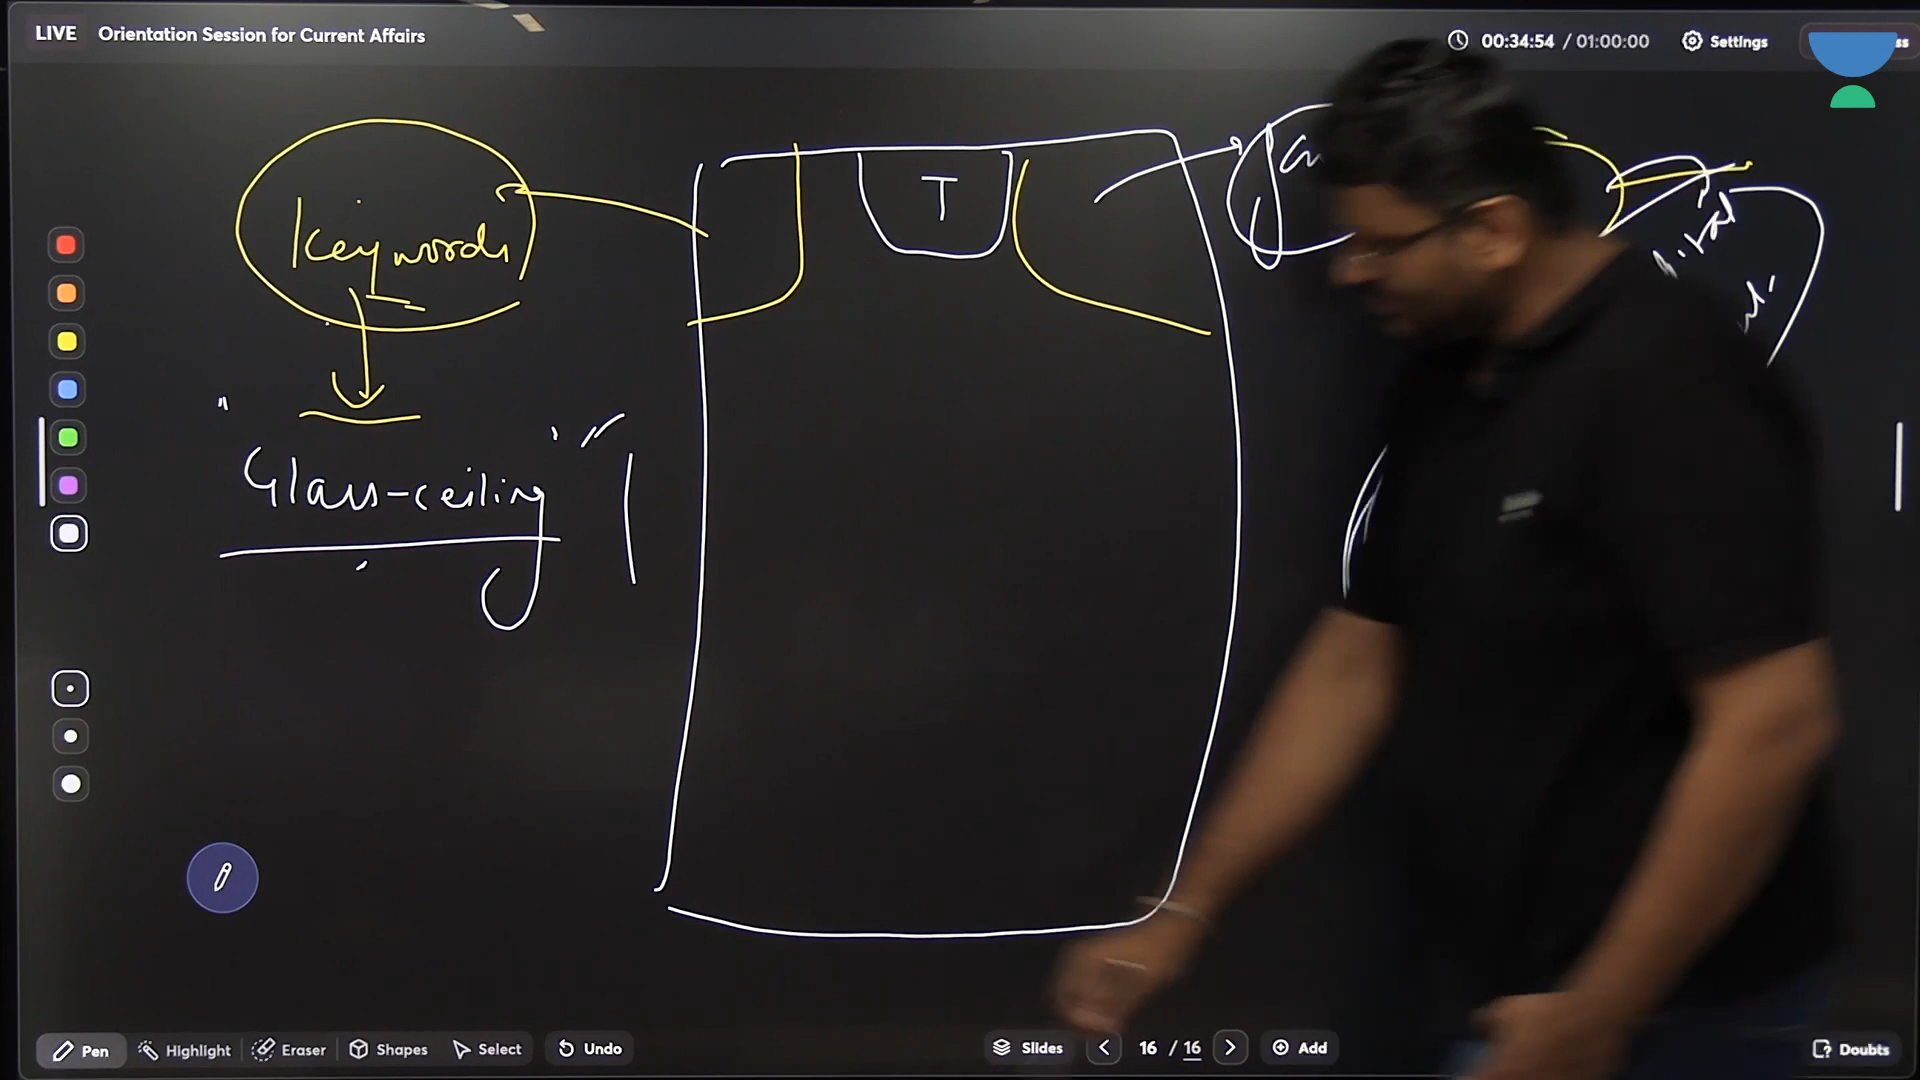 LIVE Orientation Session for Current Affairs
00:34:54 / 01:00:00 Settings
T
Keywords
"Glass-ceiling"
Pen Highlight Eraser Shapes Select Undo
Slides 16 / 16 Add
Doubts